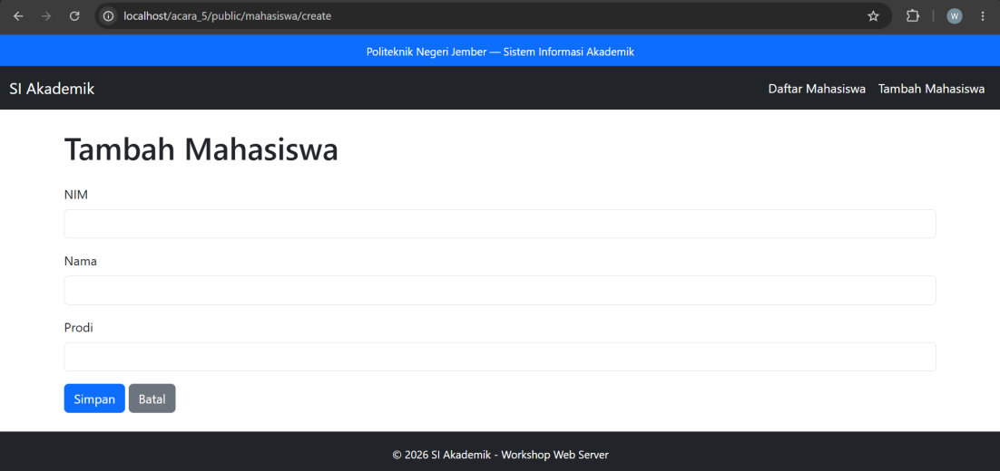 localhost/acara_5/public/mahasiswa/create
W
Politeknik Negeri Jember — Sistem Informasi Akademik
SI Akademik
Daftar Mahasiswa
Tambah Mahasiswa
Tambah Mahasiswa
NIM
Nama
Prodi
Simpan
Batal
© 2026 SI Akademik - Workshop Web Server